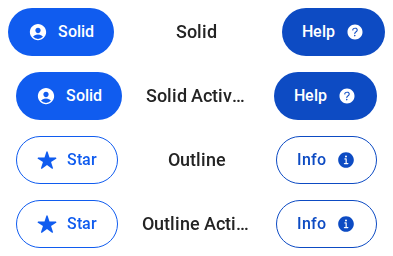 Solid Solid Help
Solid Solid Activ... Help
Star Outline Info
Star Outline Acti... Info